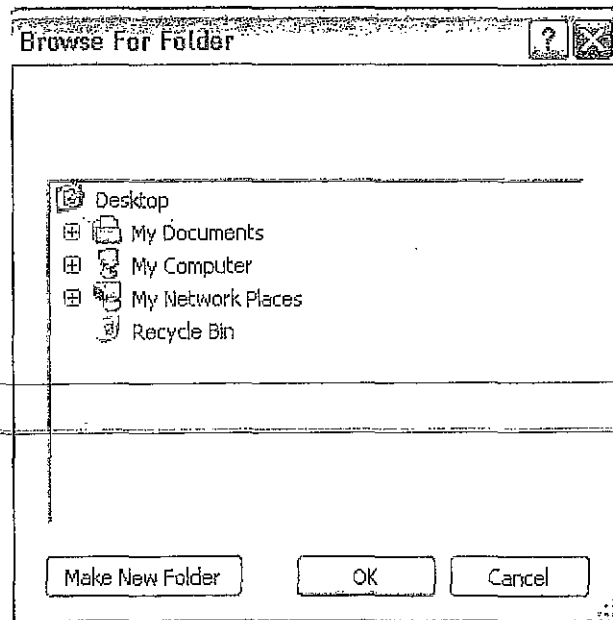 Browse For Folder ?
Desktop
My Documents
My Computer
My Network Places
Recycle Bin
Make New Folder OK Cancel